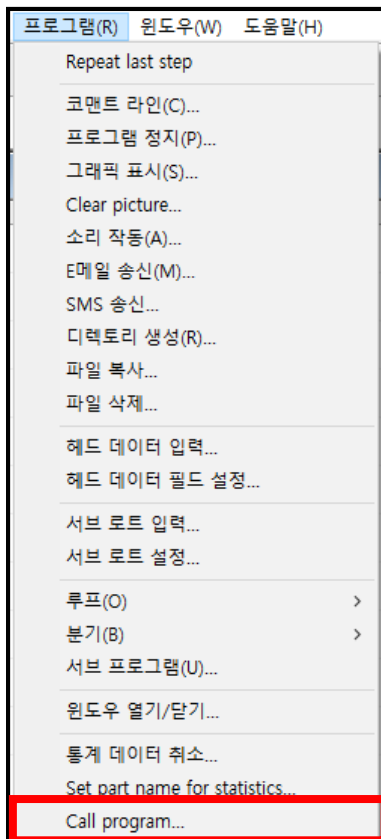 프로그램(R) 윈도우(W) 도움말(H)
Repeat last step
코맨트 라인(C)...
프로그램 정지(P)...
그래픽 표시(S)...
Clear picture...
소리 작동(A)...
E메일 송신(M)...
SMS 송신...
디렉토리 생성(R)...
파일 복사...
파일 삭제...
헤드 데이터 입력...
헤드 데이터 필드 설정...
서브 로트 입력...
서브 로트 설정...
루프(O)
분기(B)
서브 프로그램(U)...
윈도우 열기/닫기...
통계 데이터 취소...
Set part name for statistics...
Call program...